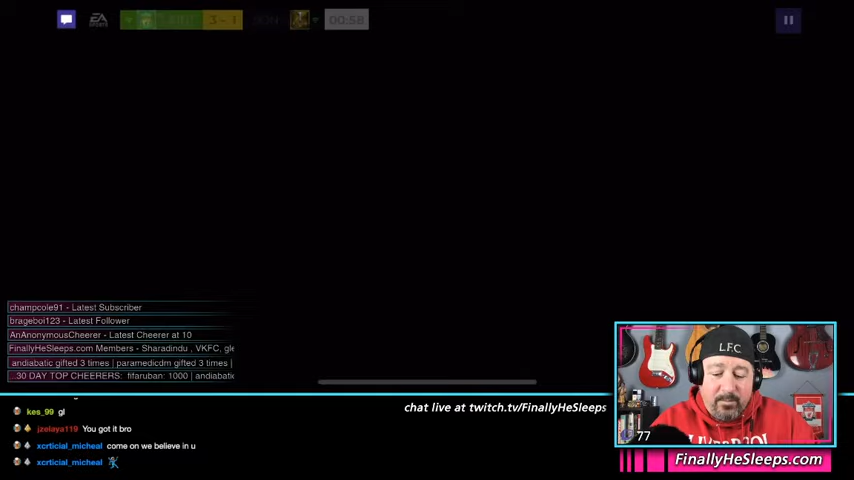 EA
SPORTS
3 - 1
00:58
champcole91 - Latest Subscriber
brageboi123 - Latest Follower
AnAnonymousCheerer - Latest Cheerer at 10
FinallyHeSleeps.com Members - Sharadindu , VKFC, gle
andiabatic gifted 3 times | paramedicdm gifted 3 times |
...30 DAY TOP CHEERERS: fifaruban: 1000 | andiabatic
L.F.C
LIVERPOOL
77
chat live at twitch.tv/FinallyHeSleeps
kes_99 gl
jzelaya119 You got it bro
xcrticial_micheal come on we believe in u
xcrticial_micheal
FinallyHeSleeps.com